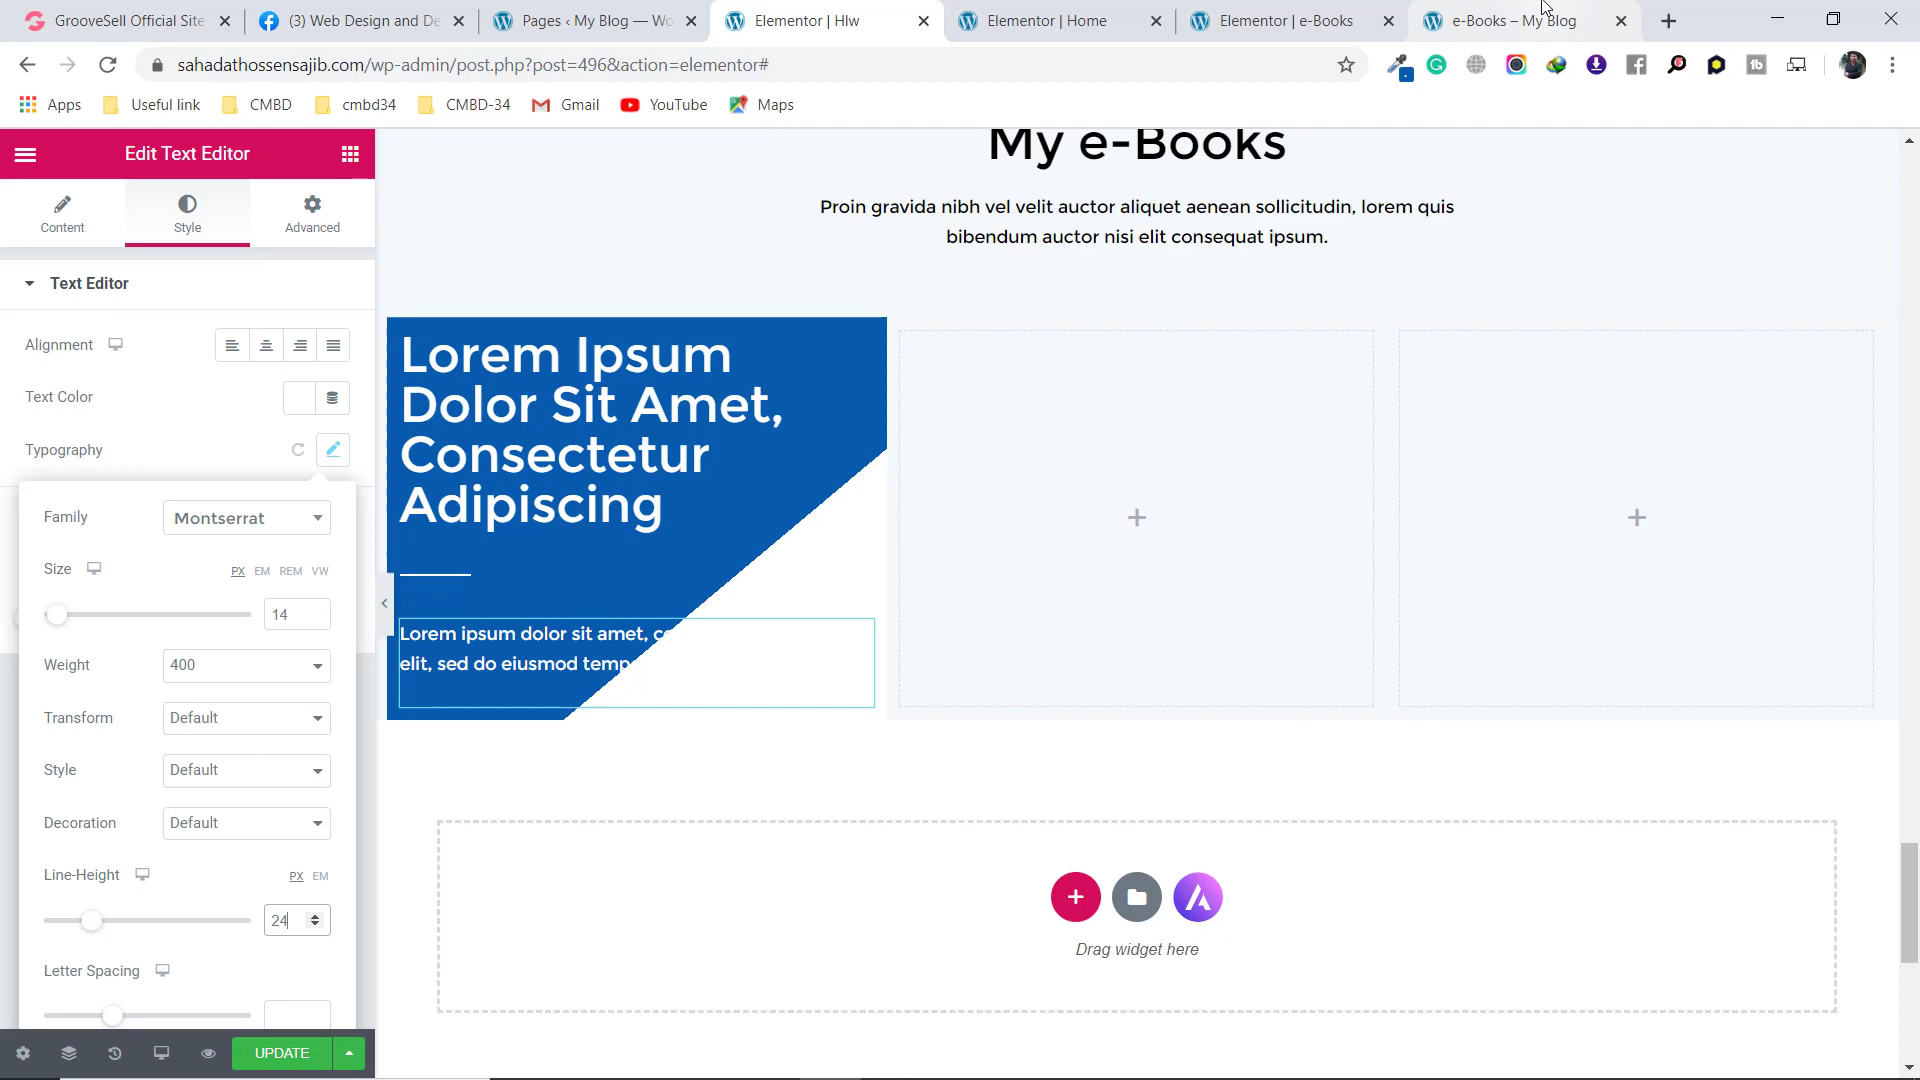 GrooveSell Official Site
(3) Web Design and De
Pages ‹ My Blog — Wo
Elementor | Hlw
Elementor | Home
Elementor | e-Books
e-Books – My Blog
sahadathossensajib.com/wp-admin/post.php?post=496&action=elementor#
Apps
Useful link
CMBD
cmbd34
CMBD-34
Gmail
YouTube
Maps
Edit Text Editor
Content
Style
Advanced
Text Editor
Alignment
Text Color
Typography
Family
Montserrat
Size
PX EM REM VW
14
Weight
400
Transform
Default
Style
Default
Decoration
Default
Line-Height
PX EM
24
Letter Spacing
UPDATE
My e-Books
Proin gravida nibh vel velit auctor aliquet aenean sollicitudin, lorem quis
bibendum auctor nisi elit consequat ipsum.
Lorem Ipsum
Dolor Sit Amet,
Consectetur
Adipiscing
Lorem ipsum dolor sit amet, co
elit, sed do eiusmod temp
Drag widget here